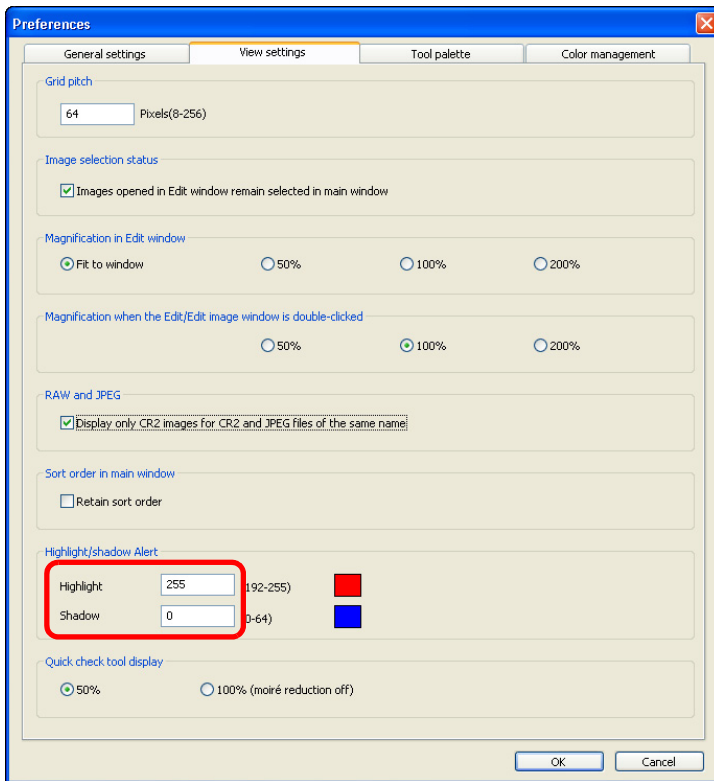 Preferences
General settings View settings Tool palette Color management
Grid pitch
64 Pixels(8-256)
Image selection status
Images opened in Edit window remain selected in main window
Magnification in Edit window
Fit to window 50% 100% 200%
Magnification when the Edit/Edit image window is double-clicked
50% 100% 200%
RAW and JPEG
Display only CR2 images for CR2 and JPEG files of the same name
Sort order in main window
Retain sort order
Highlight/shadow Alert
Highlight 255 192-255)
Shadow 0 0-64)
Quick check tool display
50% 100% (moiré reduction off)
OK Cancel